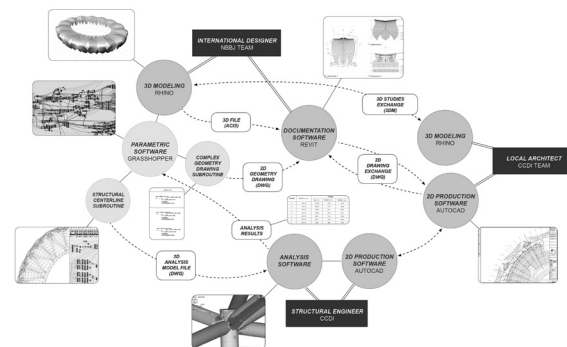 INTERNATIONAL DESIGNER
NBBJ TEAM
3D MODELING
RHINO
3D STUDIES
EXCHANGE
(3DM)
3D FILE
(ACIS)
DOCUMENTATION
SOFTWARE
REVIT
3D MODELING
RHINO
PARAMETRIC
SOFTWARE
GRASSHOPPER
COMPLEX
GEOMETRY
DRAWING
SUBROUTINE
2D
GEOMETRY
DRAWING
(DWG)
2D
DRAWING
EXCHANGE
(DWG)
LOCAL ARCHITECT
CCDI TEAM
STRUCTURAL
CENTERLINE
SUBROUTINE
2D PRODUCTION
SOFTWARE
AUTOCAD
ANALYSIS
RESULTS
3D
ANALYSIS
MODEL FILE
(DWG)
ANALYSIS
SOFTWARE
2D PRODUCTION
SOFTWARE
AUTOCAD
STRUCTURAL ENGINEER
CCDI